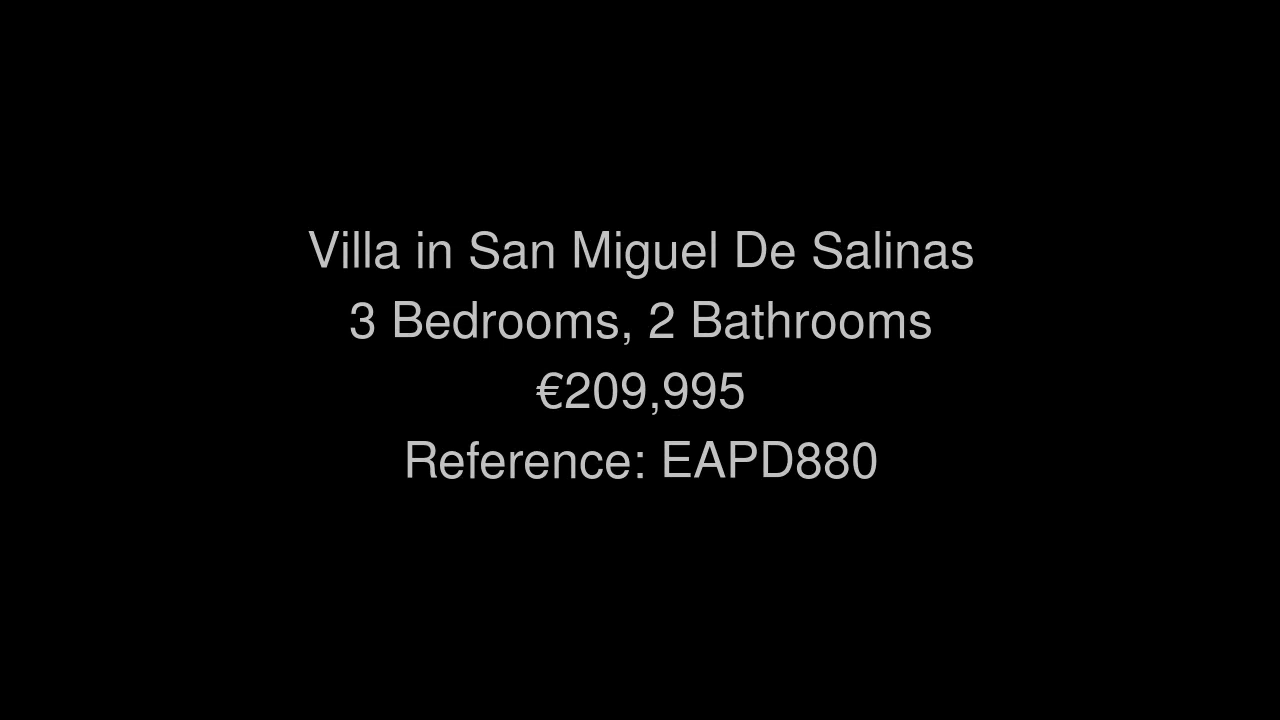 Villa in San Miguel De Salinas
3 Bedrooms, 2 Bathrooms
€209,995
Reference: EAPD880